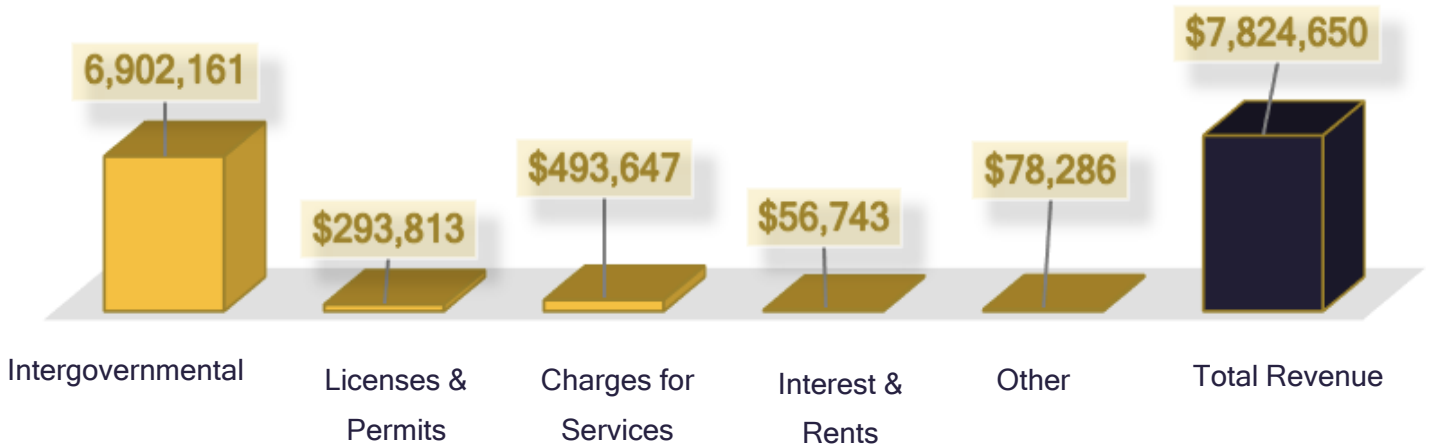 6,902,161
$293,813
$493,647
$56,743
$78,286
$7,824,650
Intergovernmental
Licenses &
Permits
Charges for
Services
Interest &
Rents
Other
Total Revenue